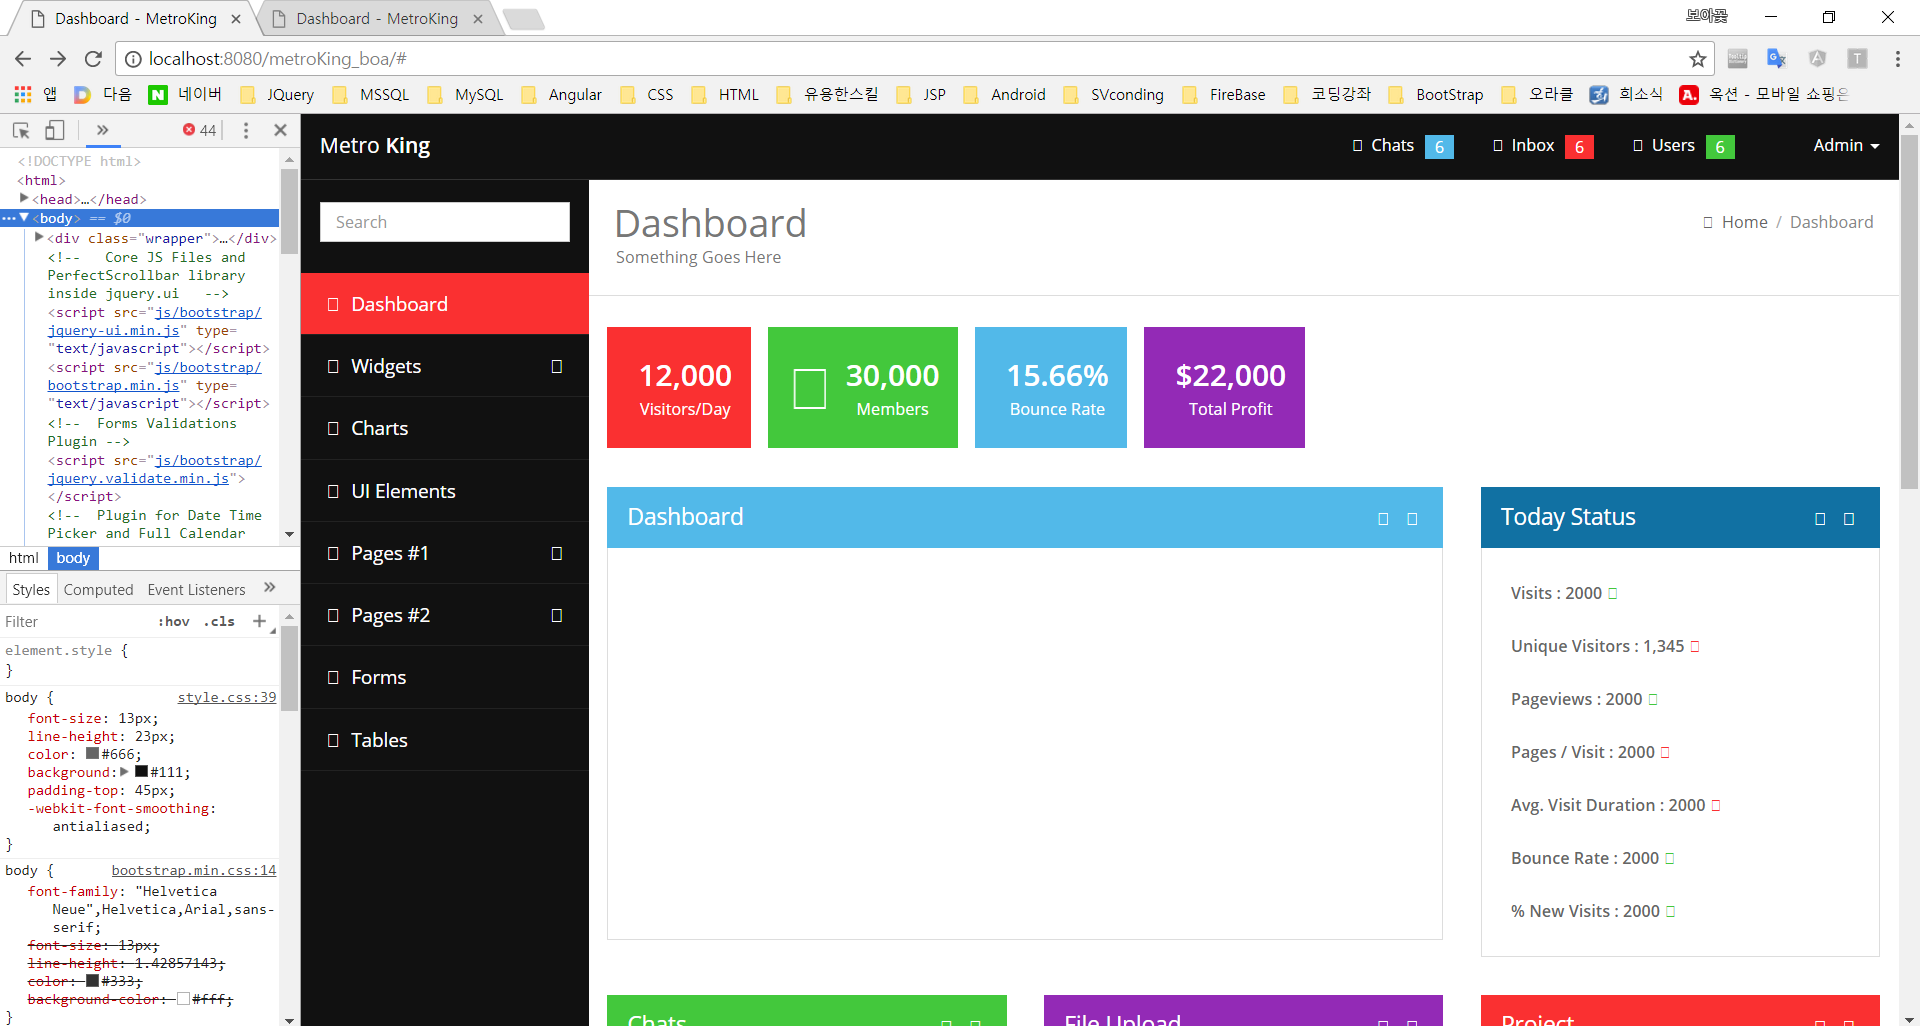 Dashboard - MetroKing
Dashboard - MetroKing
보아꽃
localhost:8080/metroKing_boa/#
앱
다음
네이버
JQuery
MSSQL
MySQL
Angular
CSS
HTML
유용한스킬
JSP
Android
SVconding
FireBase
코딩강좌
BootStrap
오라클
희소식
옥션 - 모바일 쇼핑은
44
<!DOCTYPE html>
<html>
<head>…</head>
<body> == $0
<div class="wrapper">…</div>
<!--   Core JS Files and
PerfectScrollbar library
inside jquery.ui   -->
<script src="js/bootstrap/
jquery-ui.min.js" type=
"text/javascript"></script>
<script src="js/bootstrap/
bootstrap.min.js" type=
"text/javascript"></script>
<!--  Forms Validations
Plugin -->
<script src="js/bootstrap/
jquery.validate.min.js">
</script>
<!--  Plugin for Date Time
Picker and Full Calendar
html body
Styles Computed Event Listeners
Filter :hov .cls +
element.style {
}
body { style.css:39
font-size: 13px;
line-height: 23px;
color: #666;
background: #111;
padding-top: 45px;
-webkit-font-smoothing:
antialiased;
}
body { bootstrap.min.css:14
font-family: "Helvetica
Neue",Helvetica,Arial,sans-
serif;
font-size: 13px;
line-height: 1.42857143;
color: #333;
background-color: #fff;
}
Metro King
Chats 6
Inbox 6
Users 6
Admin
Search
Dashboard
Widgets
Charts
UI Elements
Pages #1
Pages #2
Forms
Tables
Dashboard
Something Goes Here
Home / Dashboard
12,000
Visitors/Day
30,000
Members
15.66%
Bounce Rate
$22,000
Total Profit
Dashboard
Today Status
Visits : 2000
Unique Visitors : 1,345
Pageviews : 2000
Pages / Visit : 2000
Avg. Visit Duration : 2000
Bounce Rate : 2000
% New Visits : 2000
Chats
File Upload
Project